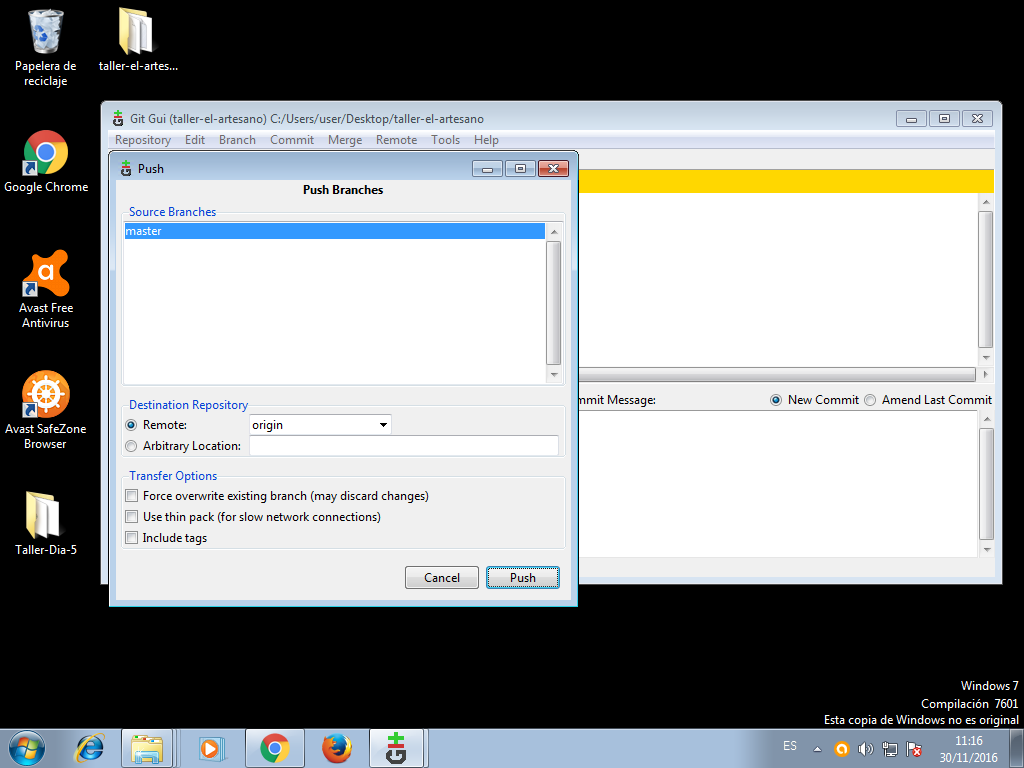 Papelera de
reciclaje
taller-el-artes...
Google Chrome
Avast Free
Antivirus
Avast SafeZone
Browser
Taller-Dia-5
Git Gui (taller-el-artesano) C:/Users/user/Desktop/taller-el-artesano
Repository Edit Branch Commit Merge Remote Tools Help
Push
Push Branches
Source Branches
master
Destination Repository
Remote: origin
Arbitrary Location:
Transfer Options
Force overwrite existing branch (may discard changes)
Use thin pack (for slow network connections)
Include tags
Cancel Push
mmit Message: New Commit Amend Last Commit
Windows 7
Compilación 7601
Esta copia de Windows no es original
ES
11:16
30/11/2016